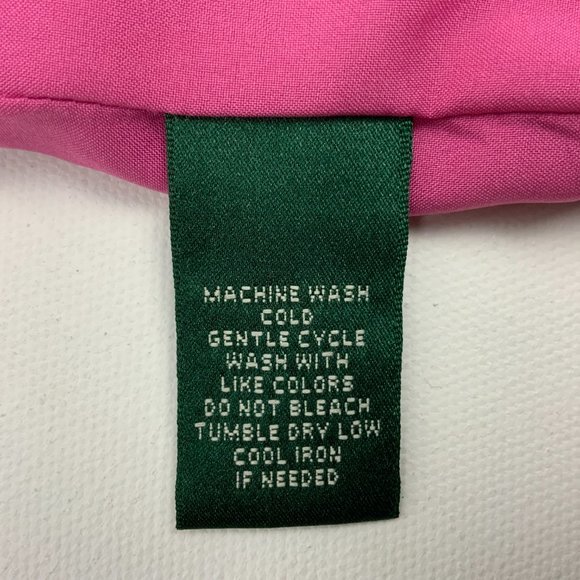 MACHINE WASH
COLD
GENTLE CYCLE
WASH WITH
LIKE COLORS
DO NOT BLEACH
TUMBLE DRY LOW
COOL IRON
IF NEEDED